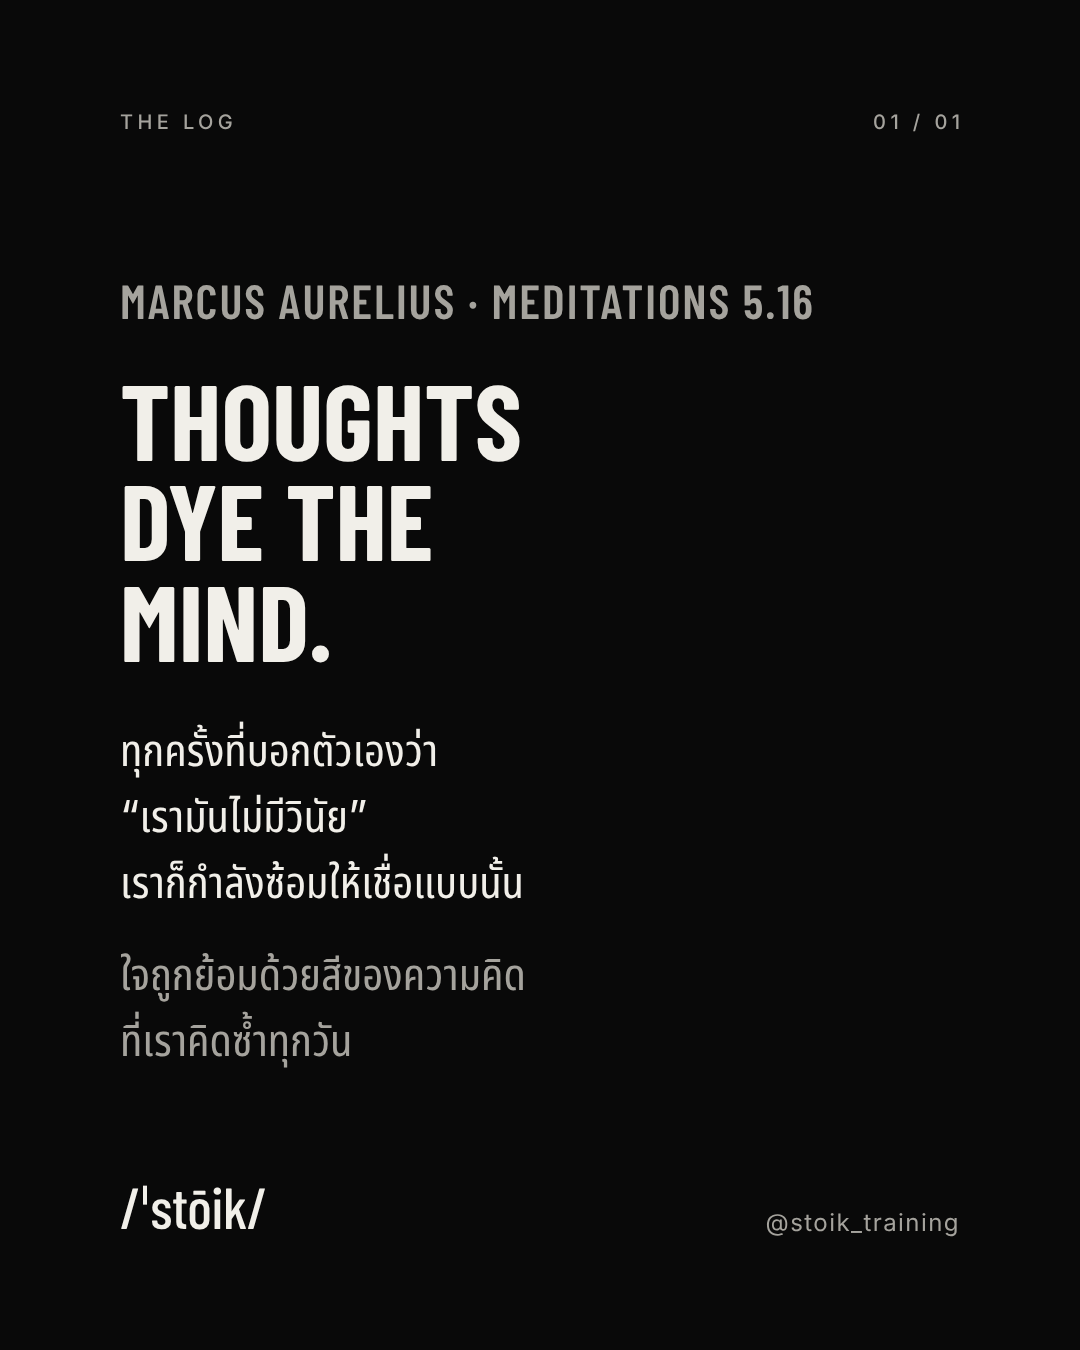 THE LOG
01 / 01
MARCUS AURELIUS · MEDITATIONS 5.16
THOUGHTS
DYE THE
MIND.
ทุกครั้งที่บอกตัวเองว่า
“เรามันไม่มีวินัย”
เราก็กำลังซ้อมให้เชื่อแบบนั้น
ใจถูกย้อมด้วยสีของความคิด
ที่เราคิดซ้ำทุกวัน
/ˈstōik/
@stoik_training